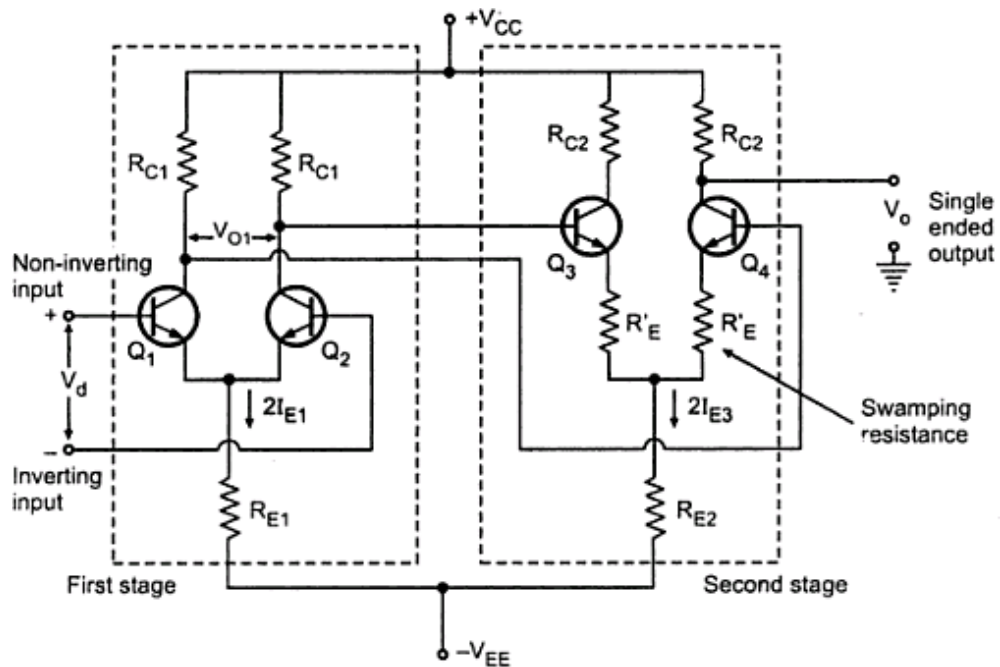 +VCC
RC1
RC1
RC2
RC2
VO1
Vo
Single
ended
output
Non-inverting
input
+
Q1
Q2
Q3
Q4
Vd
R'E
R'E
2IE1
2IE3
Swamping
resistance
–
Inverting
input
RE1
RE2
First stage
Second stage
–VEE